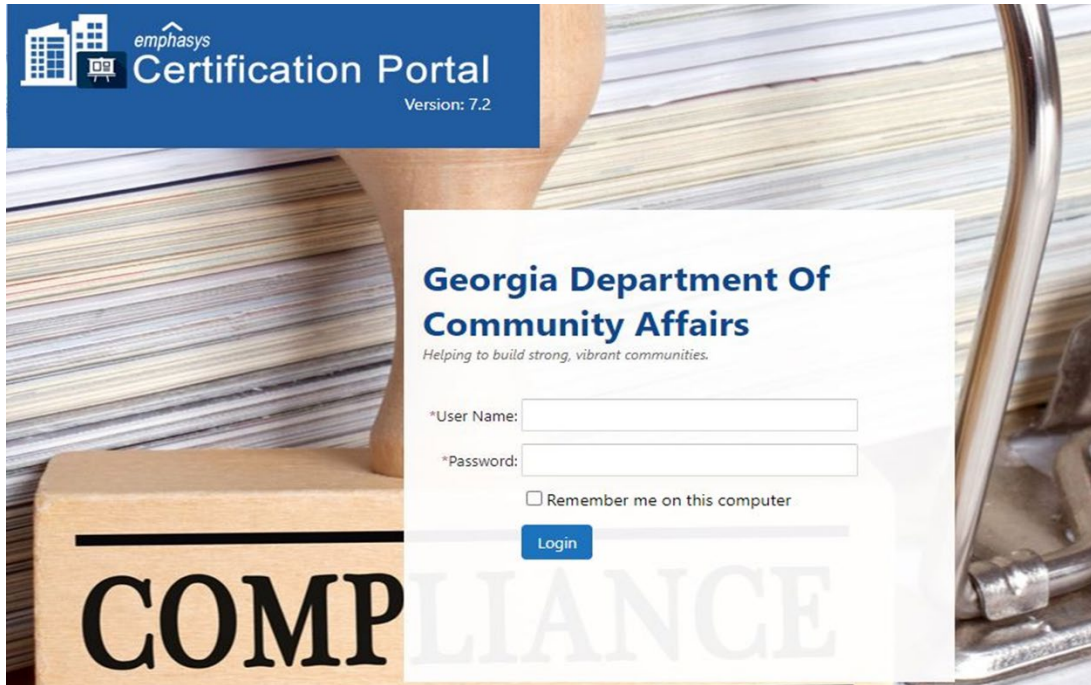 emphasys
Certification Portal
Version: 7.2
Georgia Department Of
Community Affairs
Helping to build strong, vibrant communities.
*User Name:
*Password:
Remember me on this computer
Login
COMPLIANCE